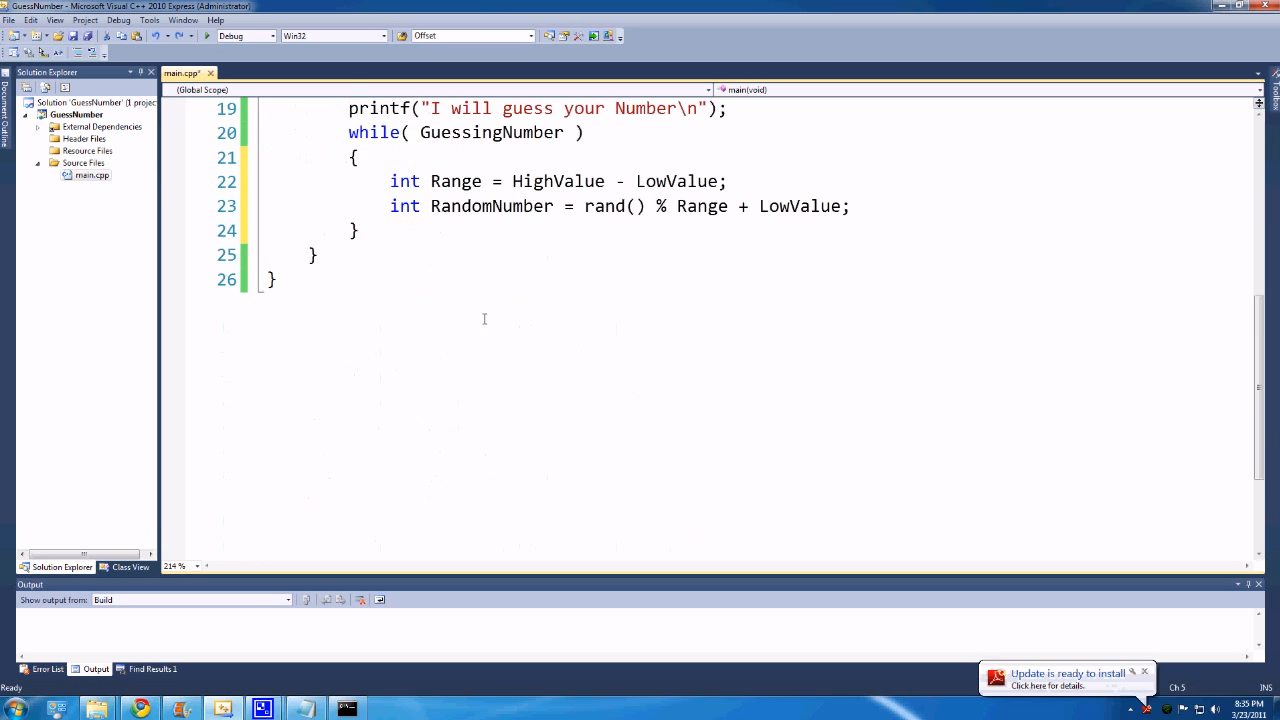 GuessNumber - Microsoft Visual C++ 2010 Express (Administrator)
File Edit View Project Debug Tools Window Help
Debug Win32 Offset
Solution Explorer
main.cpp*
(Global Scope) main(void)
Document Outline
Toolbox
Solution 'GuessNumber' (1 projec
GuessNumber
External Dependencies
Header Files
Resource Files
Source Files
main.cpp
19 printf("I will guess your Number\n");
20 while( GuessingNumber )
21 {
22 int Range = HighValue - LowValue;
23 int RandomNumber = rand() % Range + LowValue;
24 }
25 }
26 }
Solution Explorer Class View
214 %
Output
Show output from: Build
Error List Output Find Results 1
Update is ready to install
Click here for details.
Ready Ch 5 INS
8:35 PM
3/23/2011